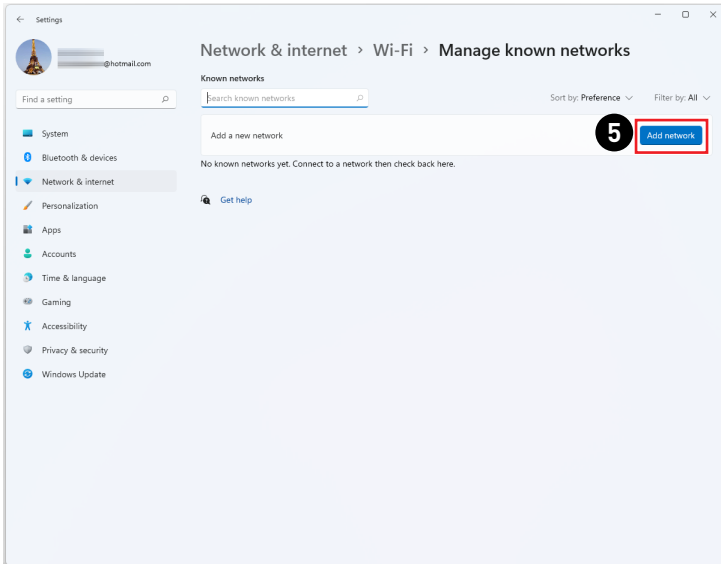 Settings
@hotmail.com
Find a setting
System
Bluetooth & devices
Network & internet
Personalization
Apps
Accounts
Time & language
Gaming
Accessibility
Privacy & security
Windows Update
Network & internet > Wi-Fi > Manage known networks
Known networks
Search known networks
Sort by: Preference Filter by: All
Add a new network 5 Add network
No known networks yet. Connect to a network then check back here.
Get help